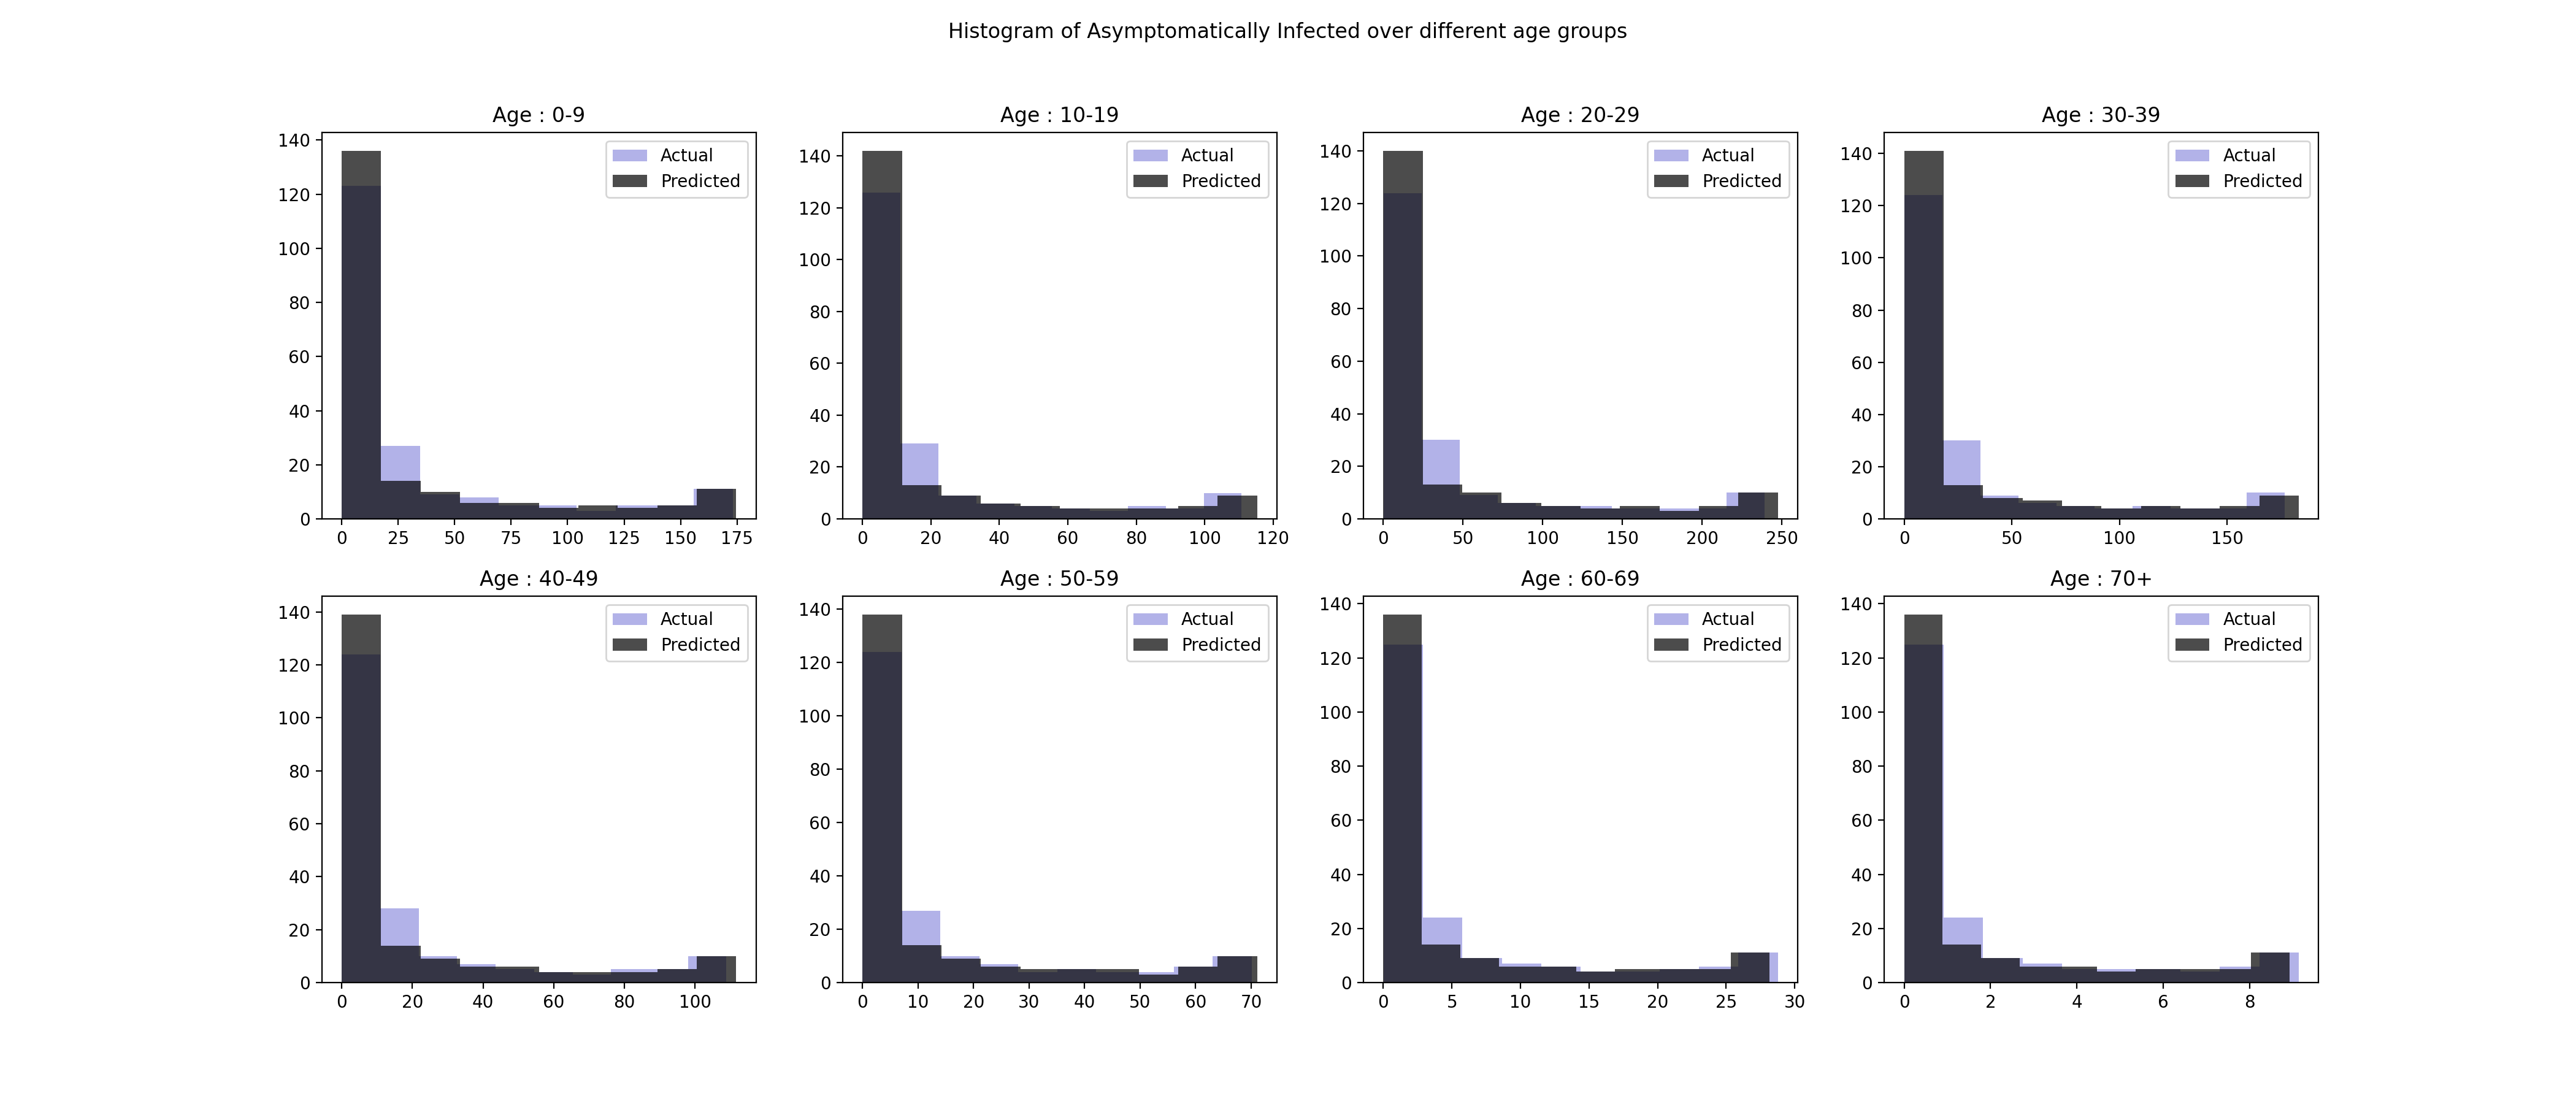 Histogram of Asymptomatically Infected over different age groups
Age : 0-9
Actual
Predicted
140
120
100
80
60
40
20
0
0 25 50 75 100 125 150 175
Age : 10-19
Actual
Predicted
140
120
100
80
60
40
20
0
0 20 40 60 80 100 120
Age : 20-29
Actual
Predicted
140
120
100
80
60
40
20
0
0 50 100 150 200 250
Age : 30-39
Actual
Predicted
140
120
100
80
60
40
20
0
0 50 100 150
Age : 40-49
Actual
Predicted
140
120
100
80
60
40
20
0
0 20 40 60 80 100
Age : 50-59
Actual
Predicted
140
120
100
80
60
40
20
0
0 10 20 30 40 50 60 70
Age : 60-69
Actual
Predicted
140
120
100
80
60
40
20
0
0 5 10 15 20 25 30
Age : 70+
Actual
Predicted
140
120
100
80
60
40
20
0
0 2 4 6 8